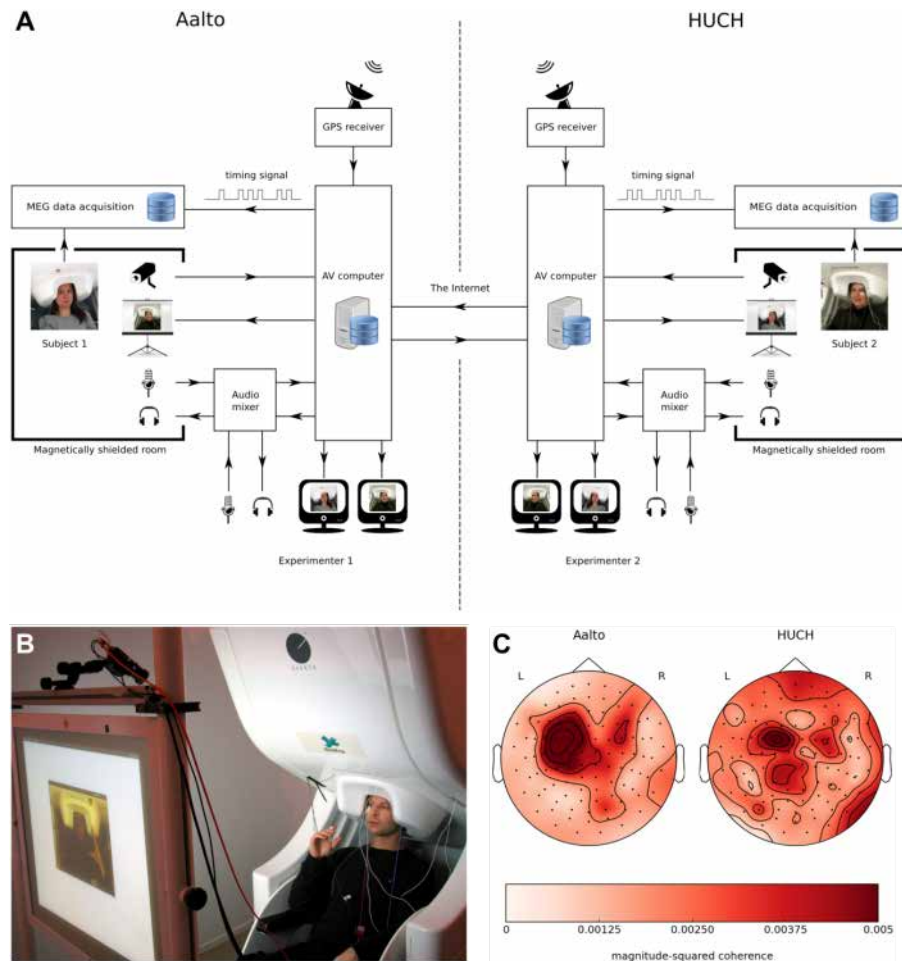 A
Aalto
HUCH
GPS receiver
GPS receiver
timing signal
timing signal
MEG data acquisition
MEG data acquisition
AV computer
The Internet
AV computer
Subject 1
Subject 2
Audio
mixer
Audio
mixer
Magnetically shielded room
Magnetically shielded room
Experimenter 1
Experimenter 2
B
C
Aalto
HUCH
L
R
L
R
0
0.00125
0.00250
0.00375
0.005
magnitude-squared coherence